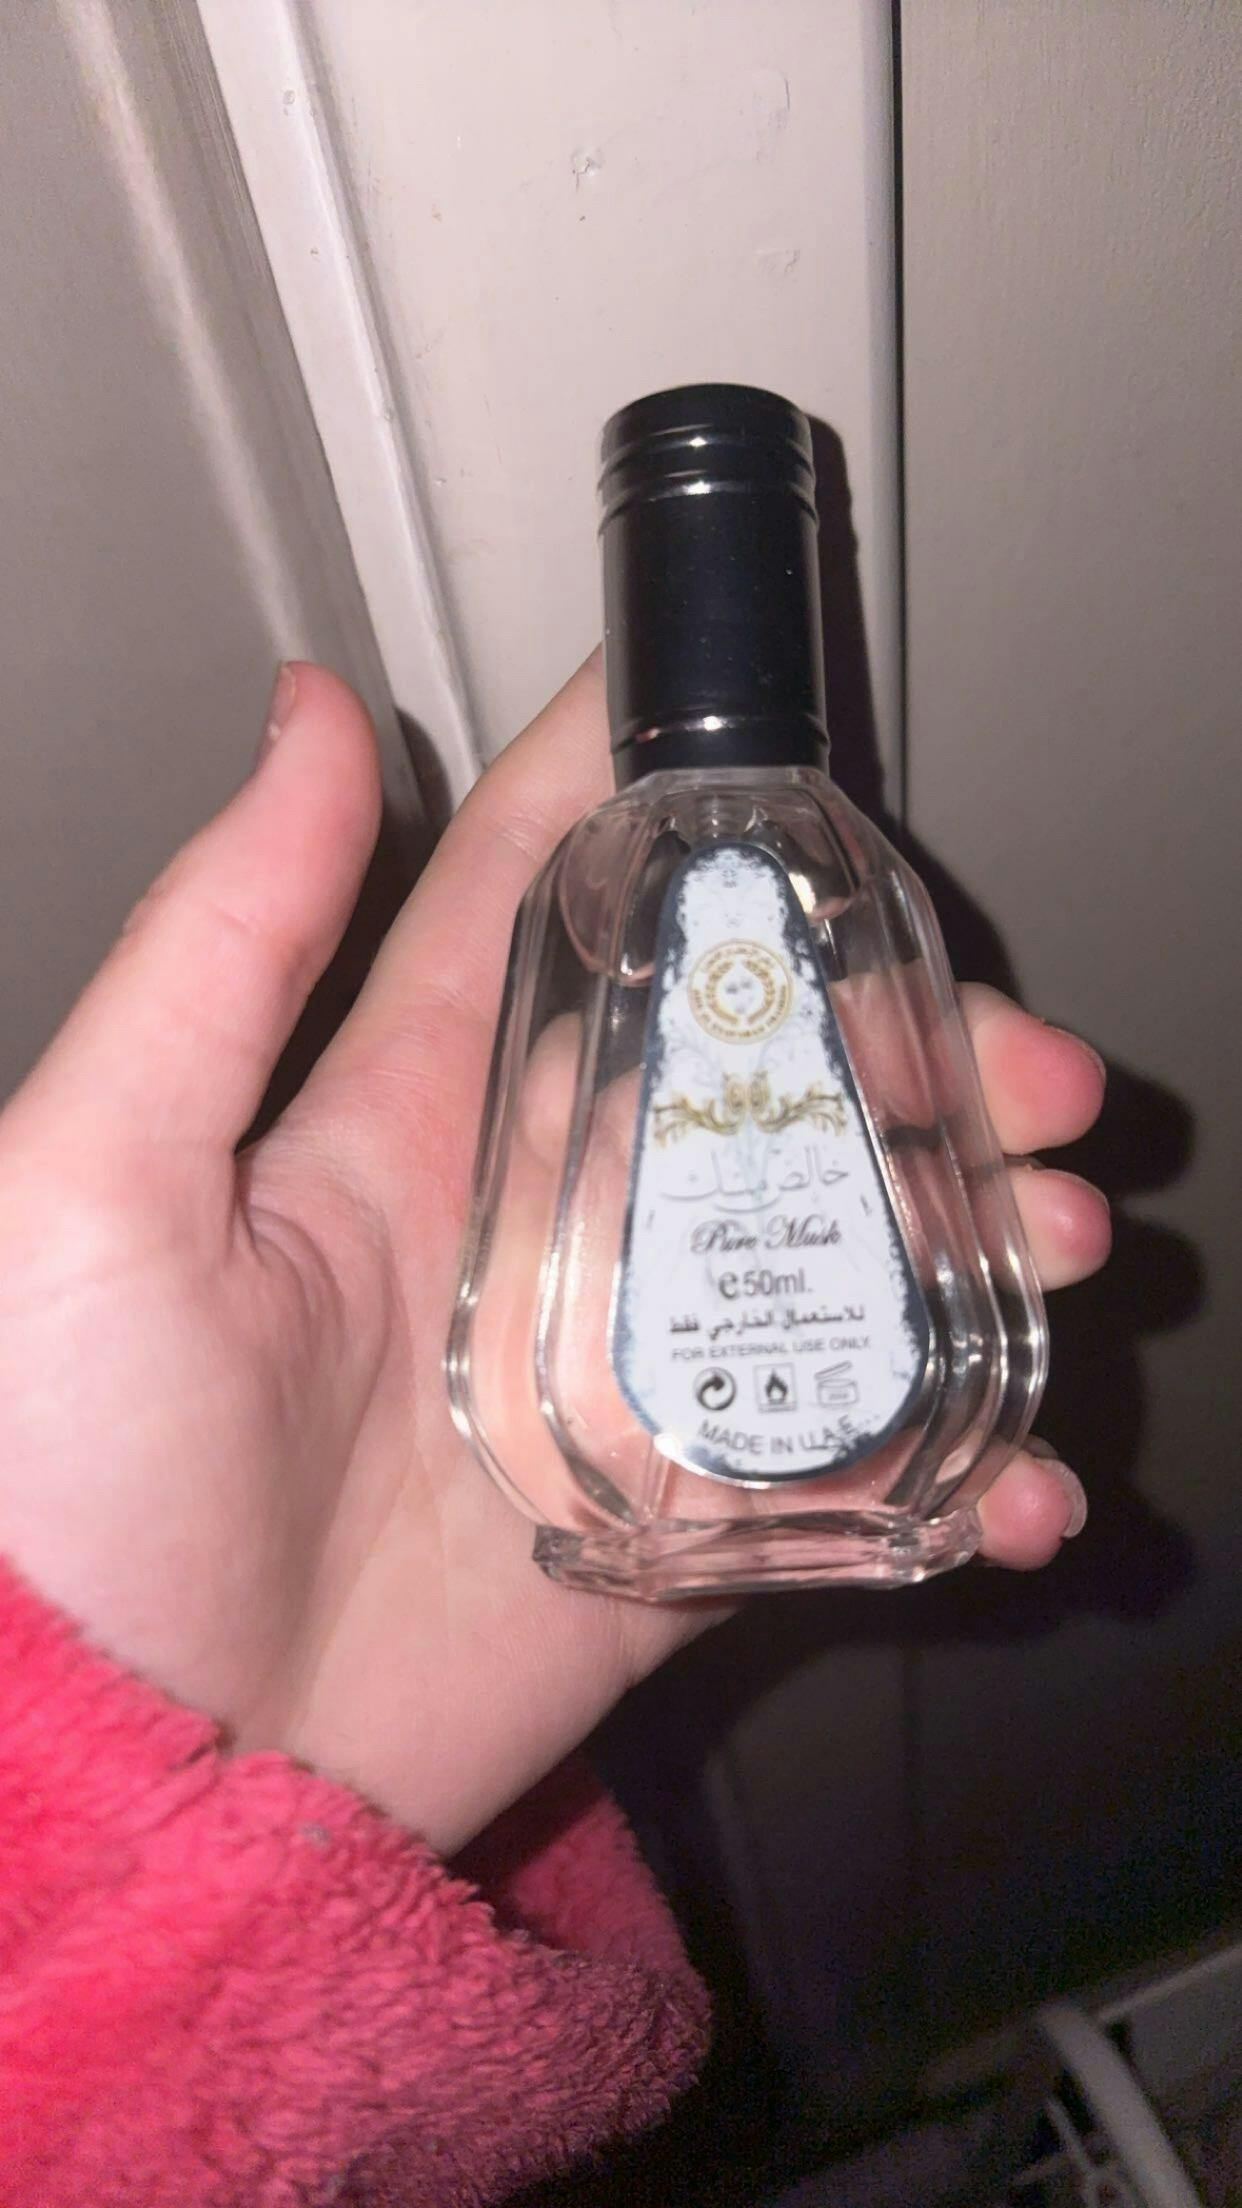 خالص مسك
Pure Musk
℮50ml.
للاستعمال الخارجي فقط
FOR EXTERNAL USE ONLY.
MADE IN U.A.E.